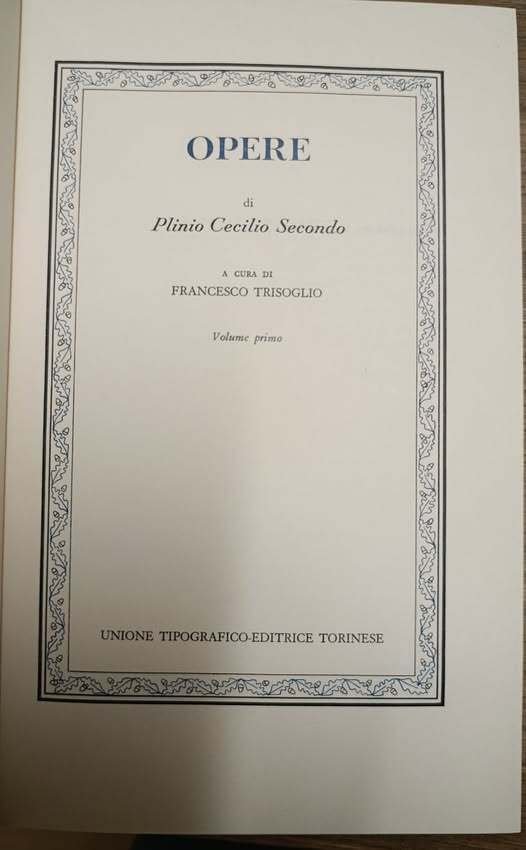 OPERE
di
Plinio Cecilio Secondo
A CURA DI
FRANCESCO TRISOGLIO
Volume primo
UNIONE TIPOGRAFICO-EDITRICE TORINESE